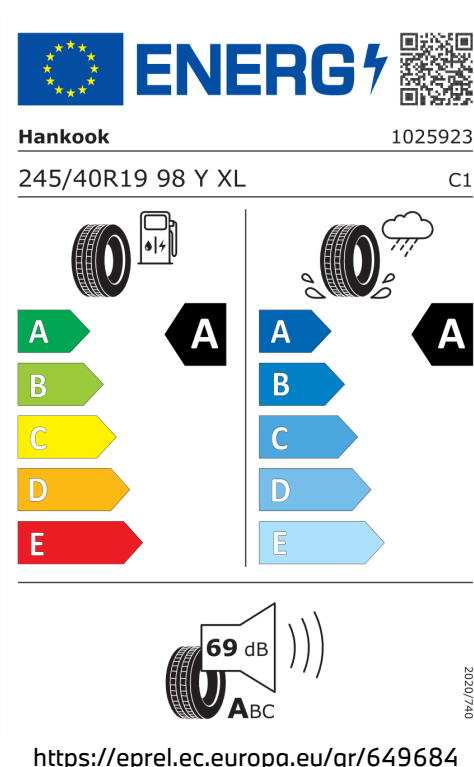 ENERG
Hankook 1025923
245/40R19 98 Y XL C1
A A A A
B B
C C
D D
E E
69 dB
ABC
2020/740
https://eprel.ec.europa.eu/qr/649684